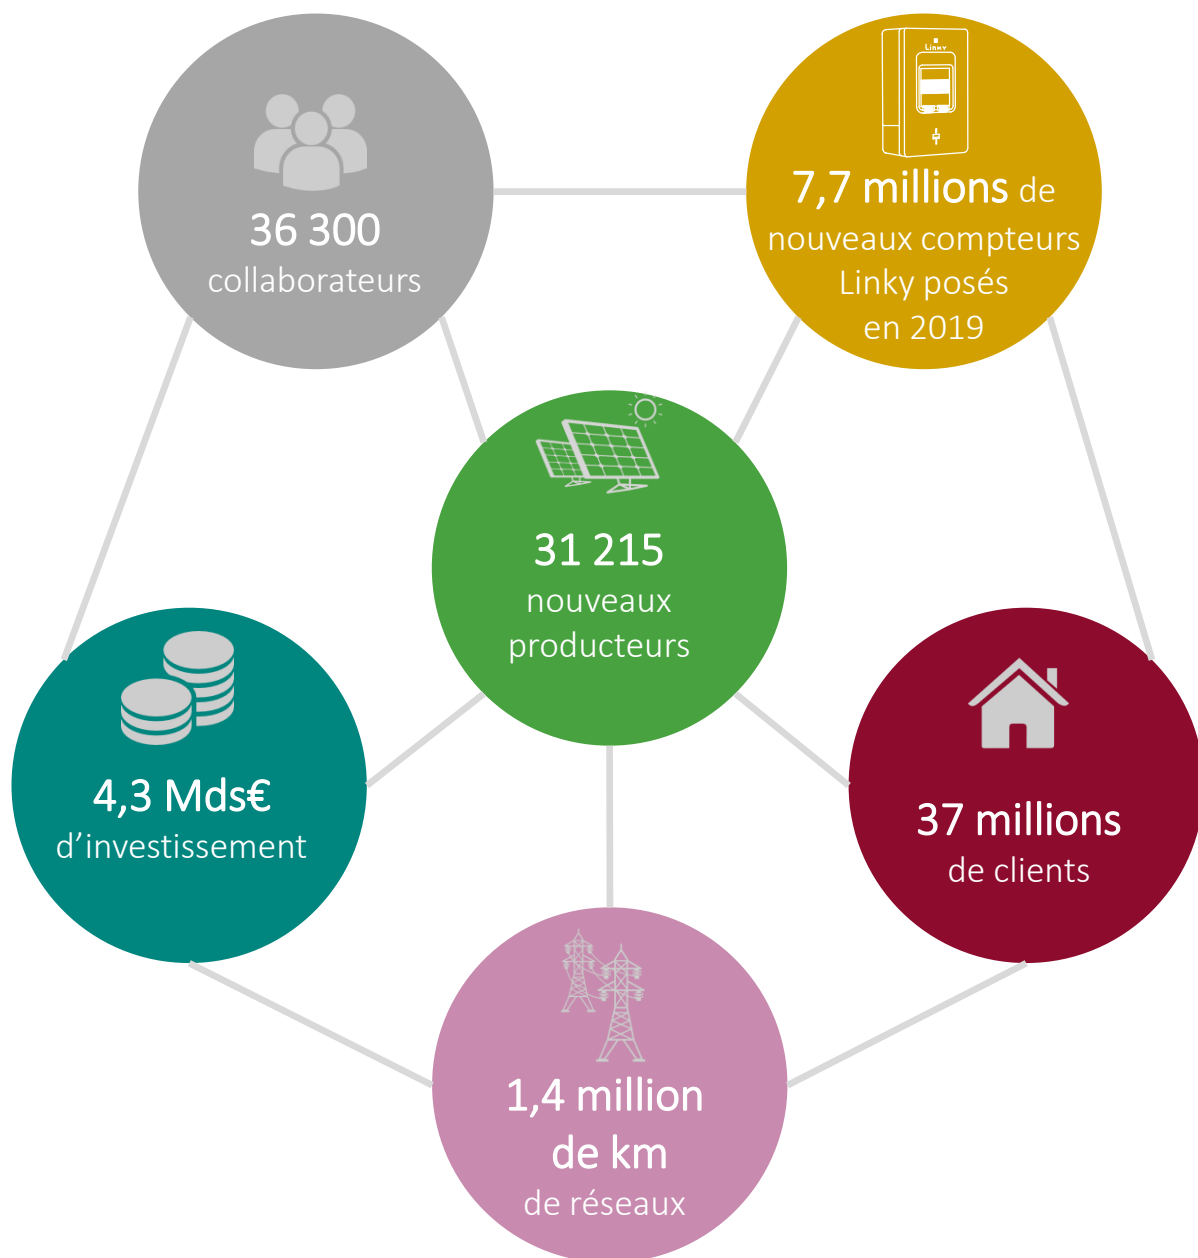 36 300
collaborateurs
Linky
7,7 millions de
nouveaux compteurs
Linky posés
en 2019
31 215
nouveaux
producteurs
4,3 Mds€
d’investissement
37 millions
de clients
1,4 million
de km
de réseaux